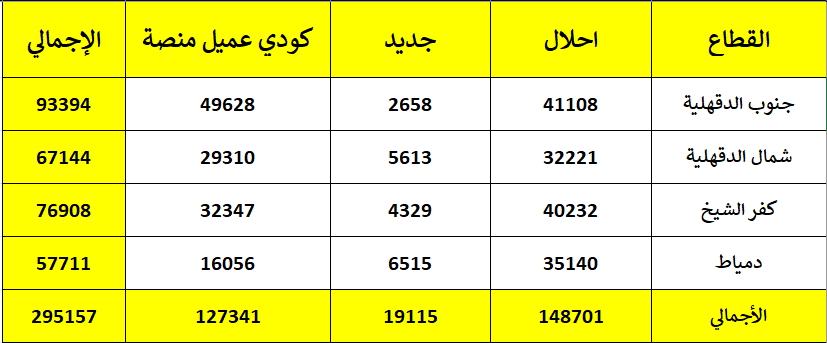 القطاع احلال جديد كودي عميل منصة الإجمالي
جنوب الدقهلية 41108 2658 49628 93394
شمال الدقهلية 32221 5613 29310 67144
كفر الشيخ 40232 4329 32347 76908
دمياط 35140 6515 16056 57711
الأجمالي 148701 19115 127341 295157